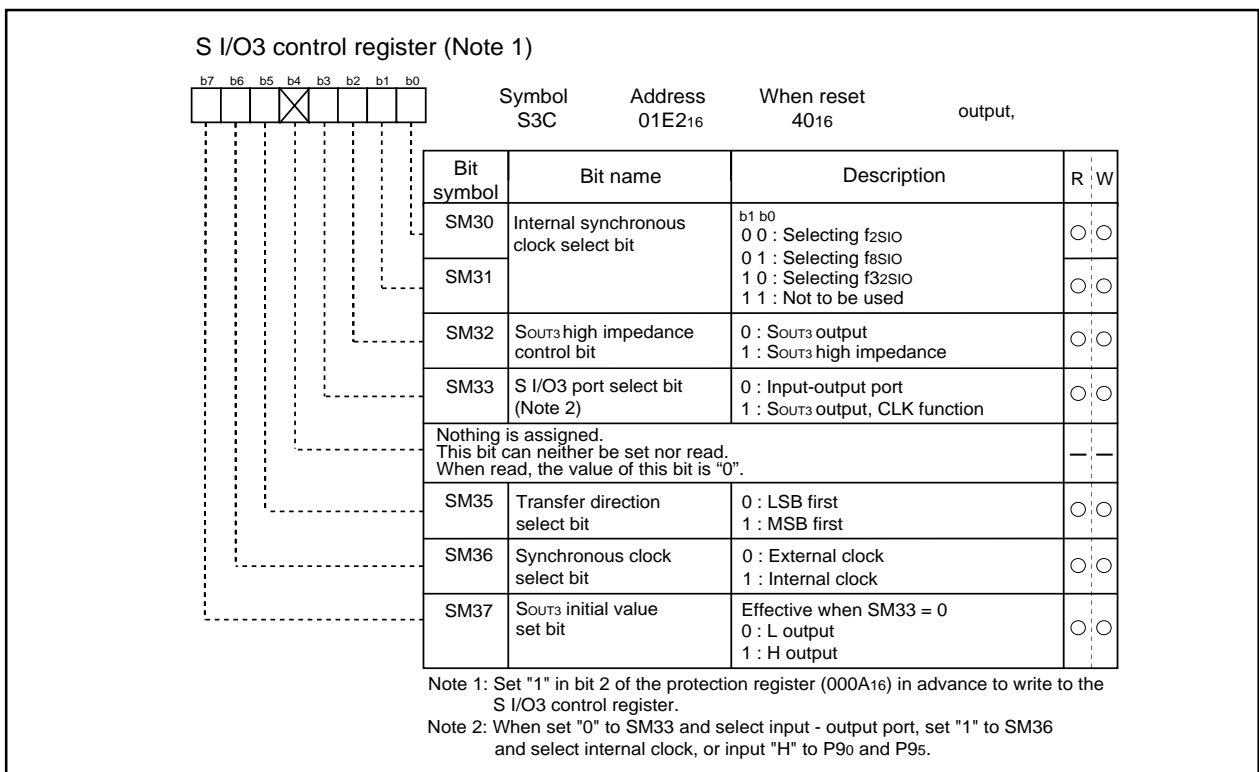 S I/O3 control register (Note 1)
b7 b6 b5 b4 b3 b2 b1 b0
Symbol Address When reset
S3C 01E216 4016 output,
Bit symbol Bit name Description R W
SM30 Internal synchronous
clock select bit
b1 b0
0 0 : Selecting f2SIO
0 1 : Selecting f8SIO
1 0 : Selecting f32SIO
1 1 : Not to be used
SM31
SM32 SOUT3 high impedance
control bit
0 : SOUT3 output
1 : SOUT3 high impedance
SM33 S I/O3 port select bit
(Note 2)
0 : Input-output port
1 : SOUT3 output, CLK function
Nothing is assigned.
This bit can neither be set nor read.
When read, the value of this bit is “0”.
SM35 Transfer direction
select bit
0 : LSB first
1 : MSB first
SM36 Synchronous clock
select bit
0 : External clock
1 : Internal clock
SM37 SOUT3 initial value
set bit
Effective when SM33 = 0
0 : L output
1 : H output
Note 1: Set "1" in bit 2 of the protection register (000A16) in advance to write to the
S I/O3 control register.
Note 2: When set "0" to SM33 and select input - output port, set "1" to SM36
and select internal clock, or input "H" to P90 and P95.